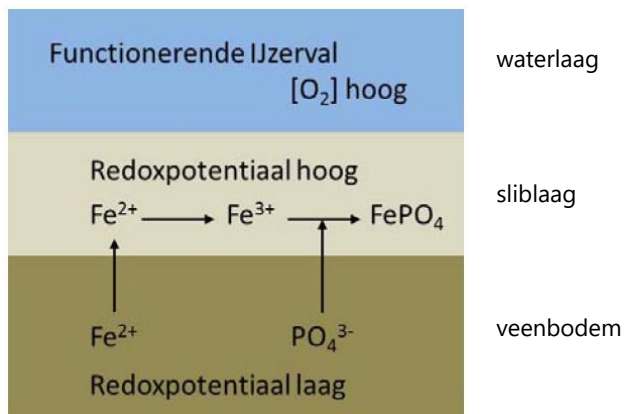 Functionerende IJzerval
[O₂] hoog
waterlaag
Redoxpotentiaal hoog
Fe²⁺ Fe³⁺ FePO₄
sliblaag
Fe²⁺ PO₄³⁻
veenbodem
Redoxpotentiaal laag